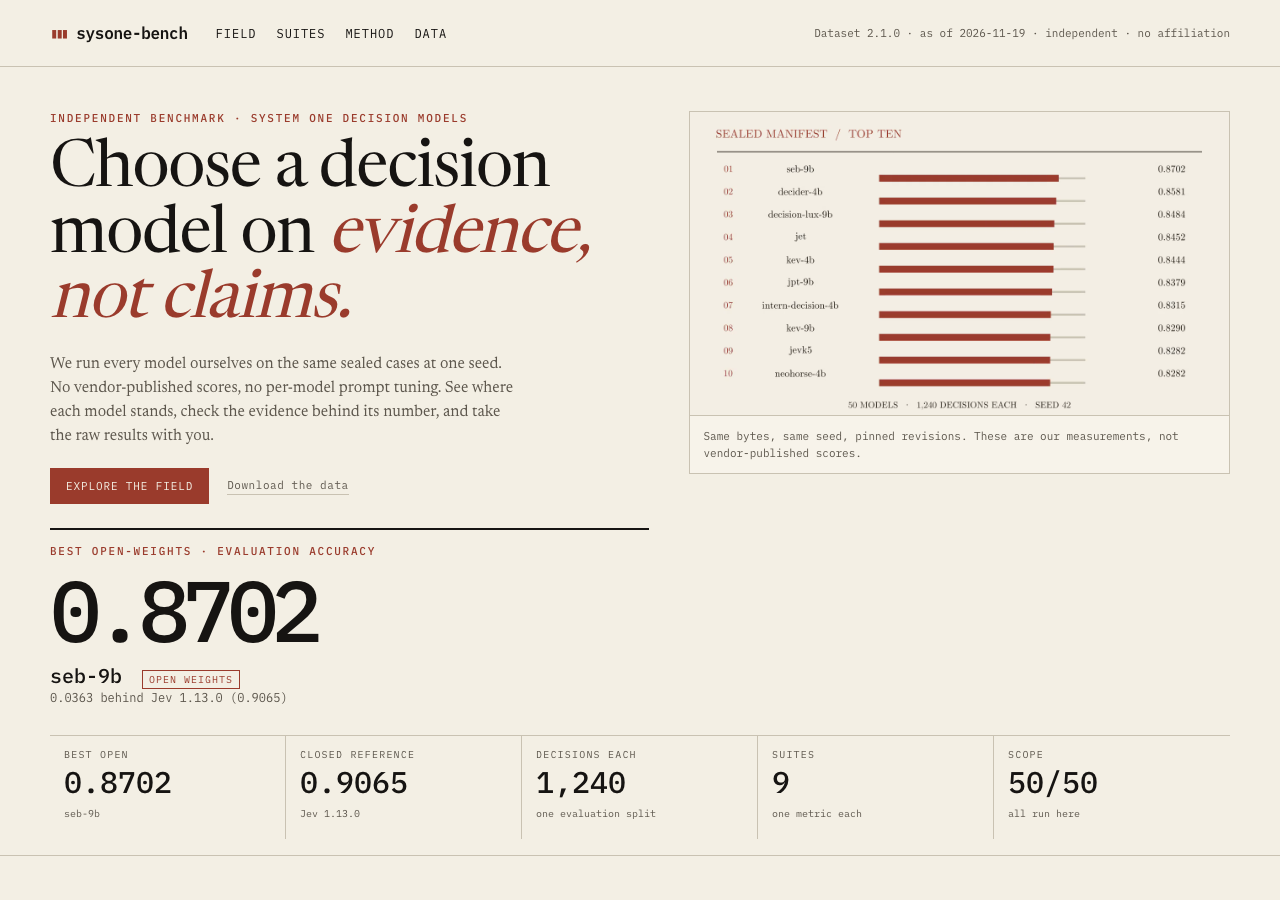 sysone-bench FIELD SUITES METHOD DATA
Dataset 2.1.0 · as of 2026-11-19 · independent · no affiliation
INDEPENDENT BENCHMARK · SYSTEM ONE DECISION MODELS
Choose a decision
model on evidence,
not claims.
We run every model ourselves on the same sealed cases at one seed.
No vendor-published scores, no per-model prompt tuning. See where
each model stands, check the evidence behind its number, and take
the raw results with you.
EXPLORE THE FIELD Download the data
SEALED MANIFEST / TOP TEN
01 seb-9b 0.8702
02 decider-4b 0.8581
03 decision-lux-9b 0.8484
04 jet 0.8452
05 kev-4b 0.8444
06 jpt-9b 0.8379
07 intern-decision-4b 0.8315
08 kev-9b 0.8290
09 jevk5 0.8282
10 neohorse-4b 0.8282
50 MODELS · 1,240 DECISIONS EACH · SEED 42
Same bytes, same seed, pinned revisions. These are our measurements, not
vendor-published scores.
BEST OPEN-WEIGHTS · EVALUATION ACCURACY
0.8702
seb-9b OPEN WEIGHTS
0.0363 behind Jev 1.13.0 (0.9065)
BEST OPEN
0.8702
seb-9b
CLOSED REFERENCE
0.9065
Jev 1.13.0
DECISIONS EACH
1,240
one evaluation split
SUITES
9
one metric each
SCOPE
50/50
all run here